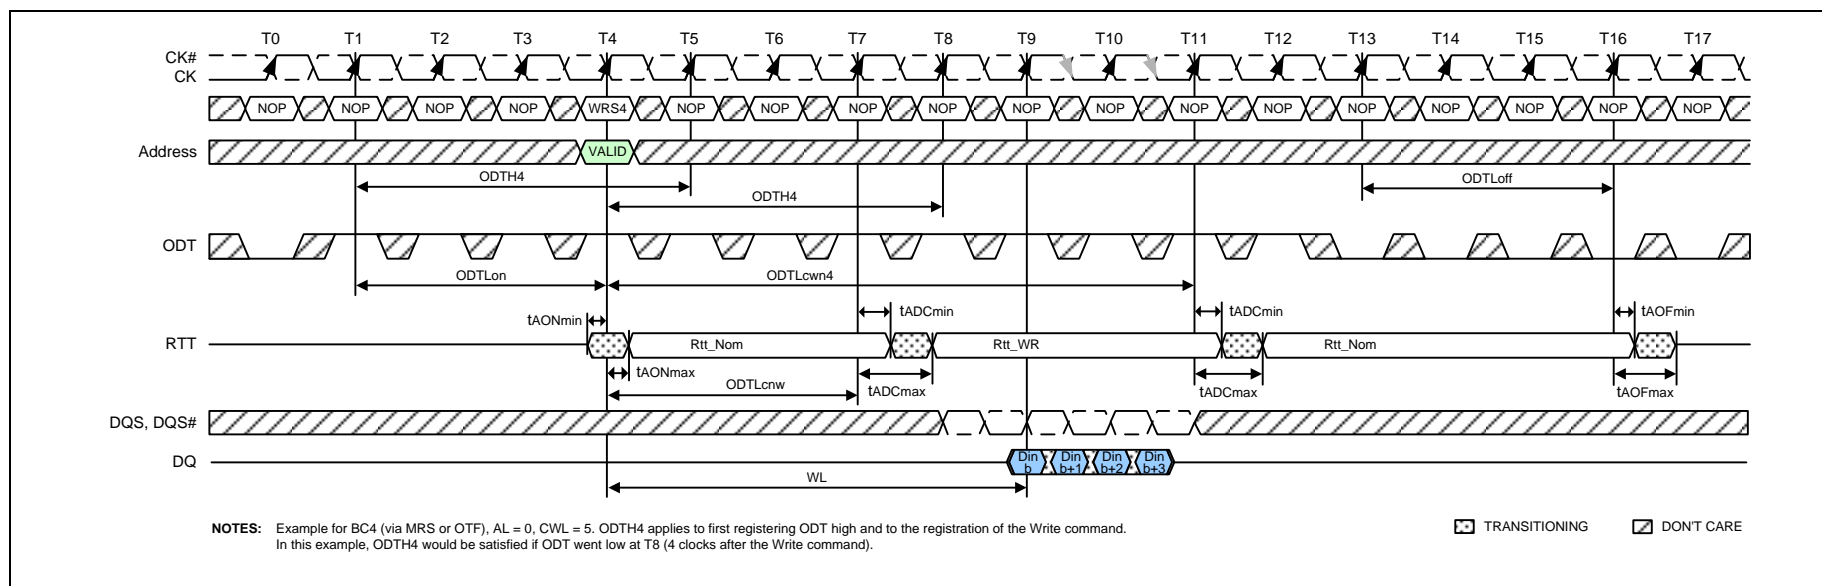 T0 T1 T2 T3 T4 T5 T6 T7 T8 T9 T10 T11 T12 T13 T14 T15 T16 T17
CK#
CK
NOP NOP NOP NOP WRS4 NOP NOP NOP NOP NOP NOP NOP NOP NOP NOP NOP NOP NOP
Address VALID
ODTH4 ODTLoff
ODTH4
ODT
ODTLon ODTLcwn4
tADCmin tADCmin tAOFmin
tAONmin
RTT Rtt_Nom Rtt_WR Rtt_Nom
tAONmax
ODTLcnw tADCmax tADCmax tAOFmax
DQS, DQS#
DQ Din b Din b+1 Din b+2 Din b+3
WL
NOTES: Example for BC4 (via MRS or OTF), AL = 0, CWL = 5. ODTH4 applies to first registering ODT high and to the registration of the Write command.
In this example, ODTH4 would be satisfied if ODT went low at T8 (4 clocks after the Write command).
TRANSITIONING DON'T CARE